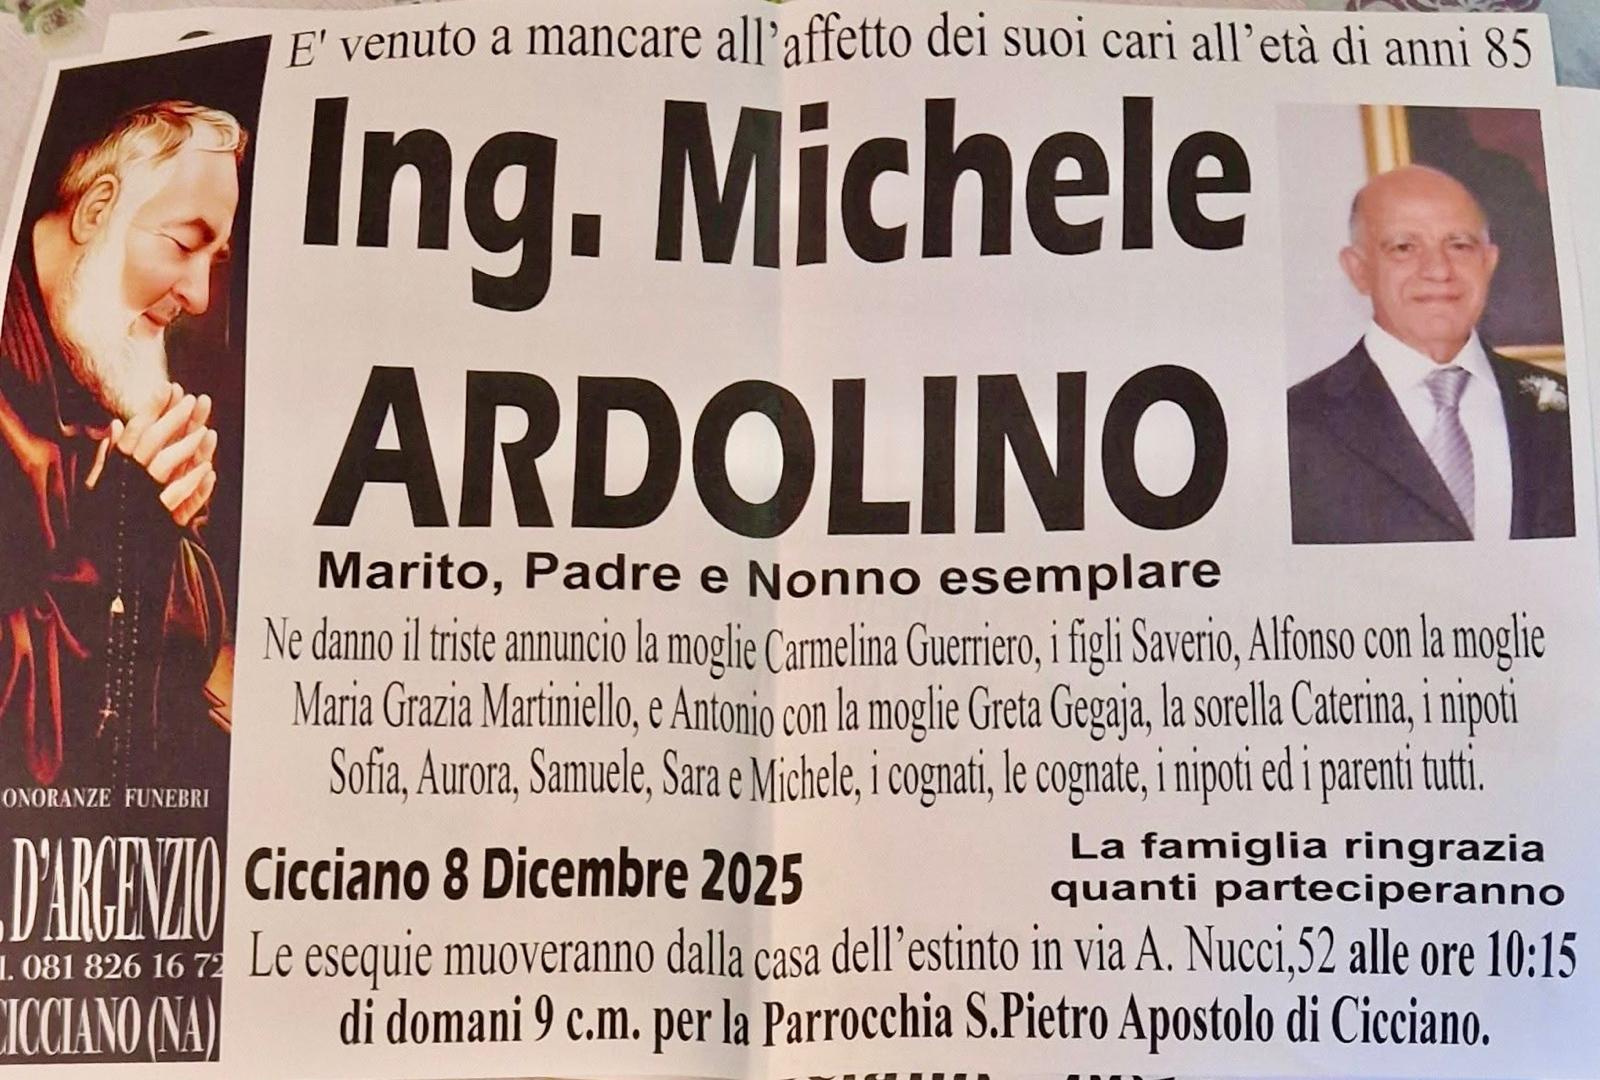 E' venuto a mancare all'affetto dei suoi cari all'età di anni 85
Ing. Michele
ARDOLINO
Marito, Padre e Nonno esemplare
Ne danno il triste annuncio la moglie Carmelina Guerriero, i figli Saverio, Alfonso con la moglie
Maria Grazia Martiniello, e Antonio con la moglie Greta Gegaja, la sorella Caterina, i nipoti
Sofia, Aurora, Samuele, Sara e Michele, i cognati, le cognate, i nipoti ed i parenti tutti.
Cicciano 8 Dicembre 2025
La famiglia ringrazia
quanti parteciperanno
Le esequie muoveranno dalla casa dell'estinto in via A. Nucci,52 alle ore 10:15
di domani 9 c.m. per la Parrocchia S.Pietro Apostolo di Cicciano.
ONORANZE FUNEBRI
D'ARGENZIO
081 826 16 72
CICCIANO (NA)